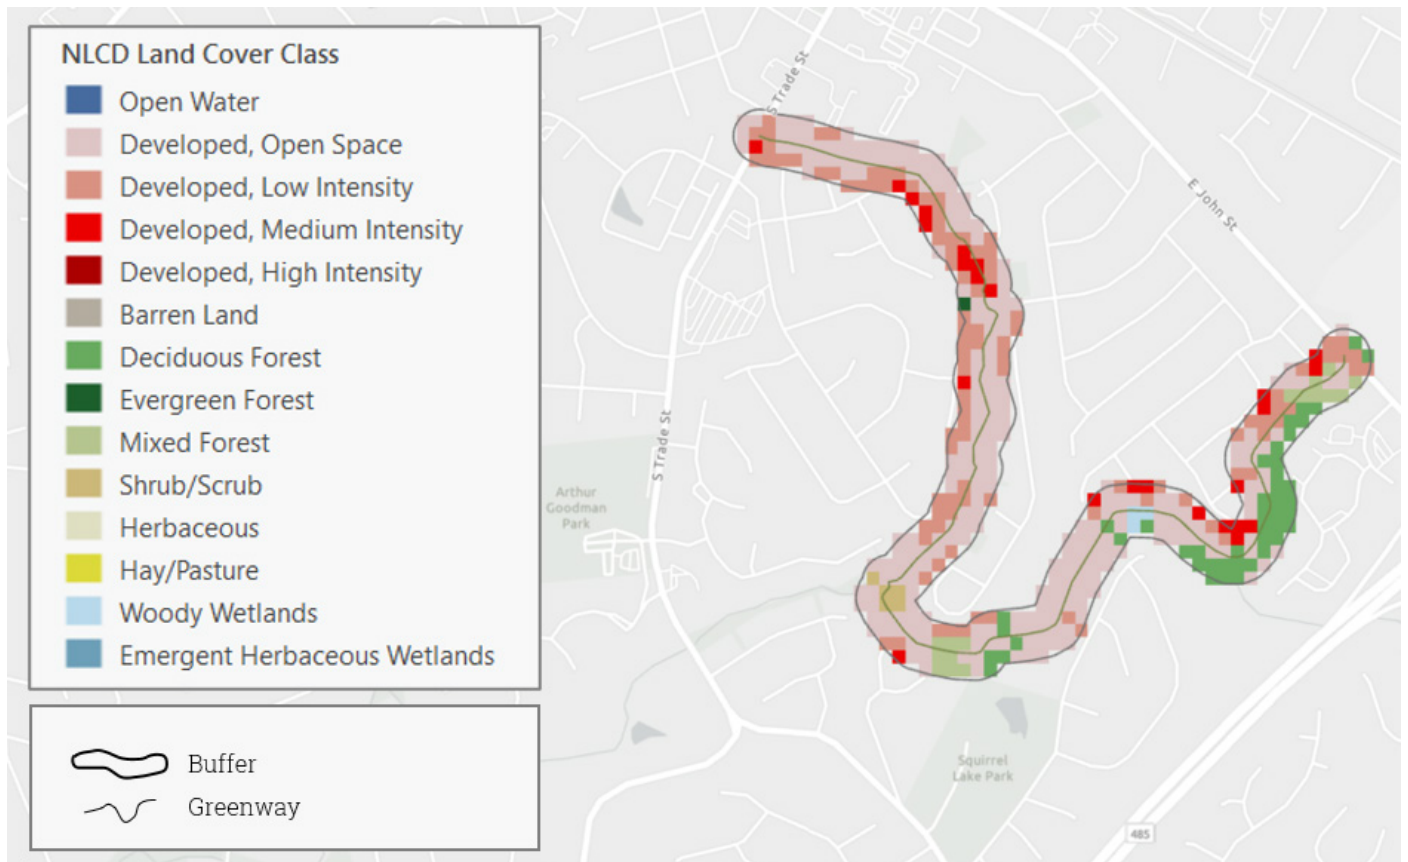 NLCD Land Cover Class
Open Water
Developed, Open Space
Developed, Low Intensity
Developed, Medium Intensity
Developed, High Intensity
Barren Land
Deciduous Forest
Evergreen Forest
Mixed Forest
Shrub/Scrub
Herbaceous
Hay/Pasture
Woody Wetlands
Emergent Herbaceous Wetlands
Buffer
Greenway
S Trade St
E John St
S Trade St
Arthur
Goodman
Park
Squirrel
Lake Park
485